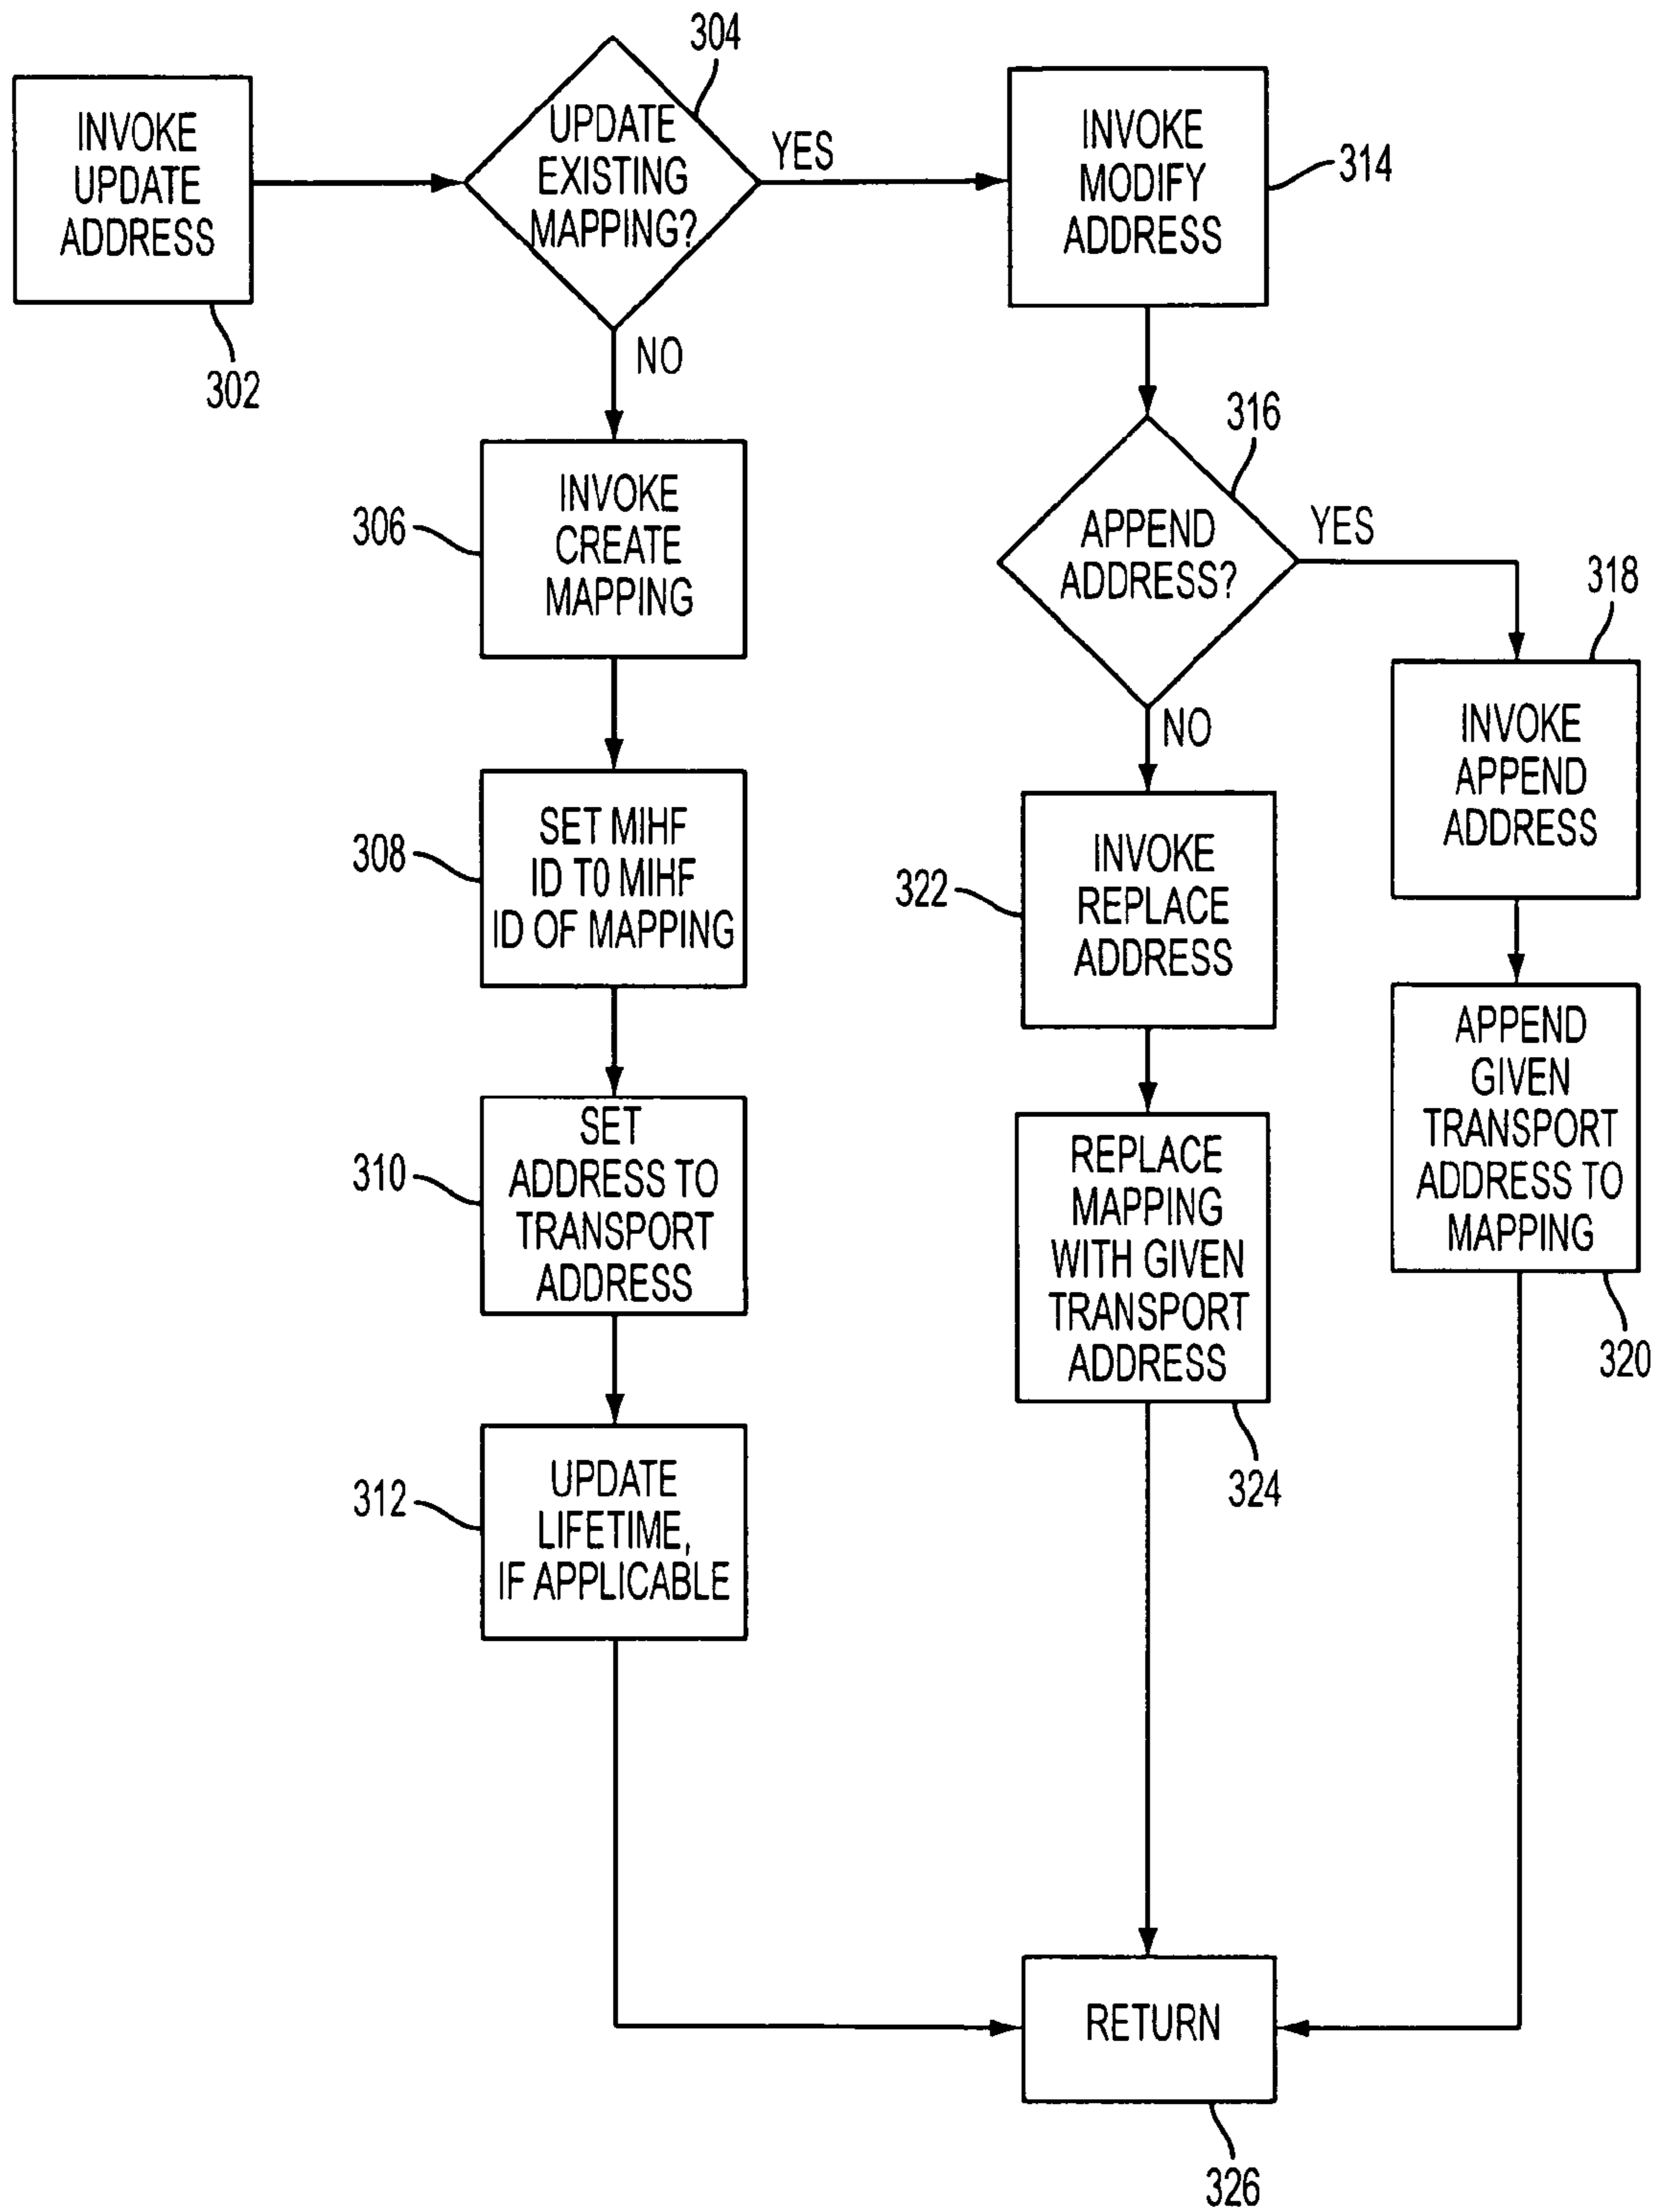 INVOKE
UPDATE
ADDRESS
302
304
UPDATE
EXISTING
MAPPING?
YES
NO
INVOKE
MODIFY
ADDRESS
314
306
INVOKE
CREATE
MAPPING
316
APPEND
ADDRESS?
YES
NO
318
INVOKE
APPEND
ADDRESS
308
SET MIHF
ID TO MIHF
ID OF MAPPING
322
INVOKE
REPLACE
ADDRESS
APPEND
GIVEN
TRANSPORT
ADDRESS TO
MAPPING
320
310
SET
ADDRESS TO
TRANSPORT
ADDRESS
REPLACE
MAPPING
WITH GIVEN
TRANSPORT
ADDRESS
324
312
UPDATE
LIFETIME,
IF APPLICABLE
RETURN
326